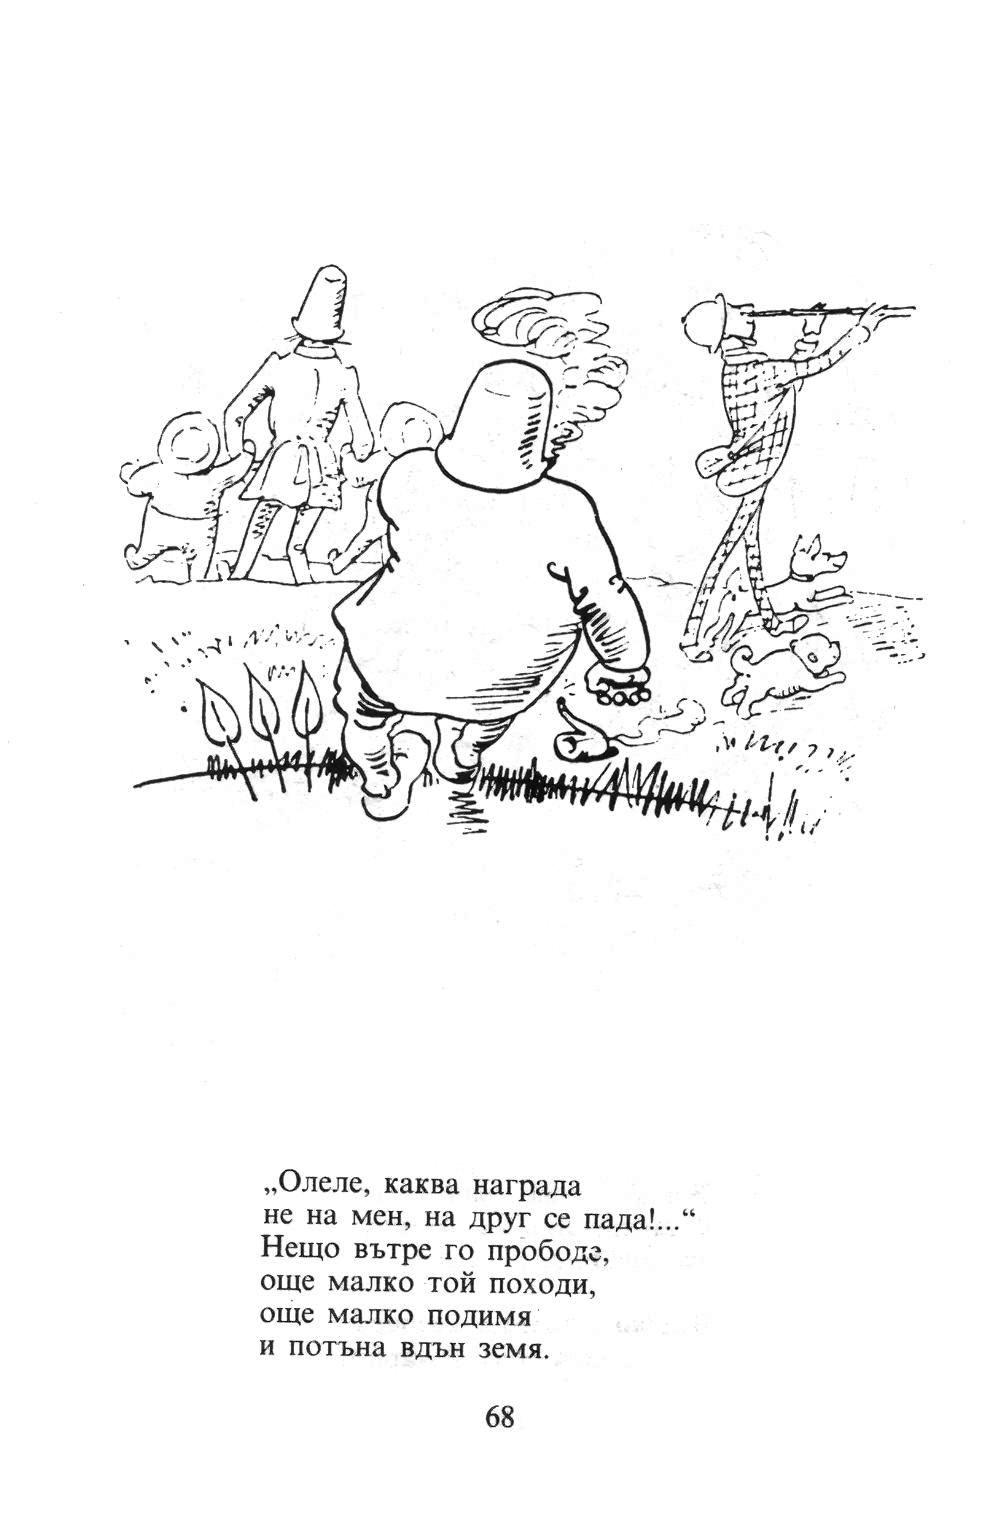 „Олеле, каква награда
не на мен, на друг се пада!...“
Нещо вътре го прободе,
още малко той походи,
още малко подимя
и потъна вдън земя.
68